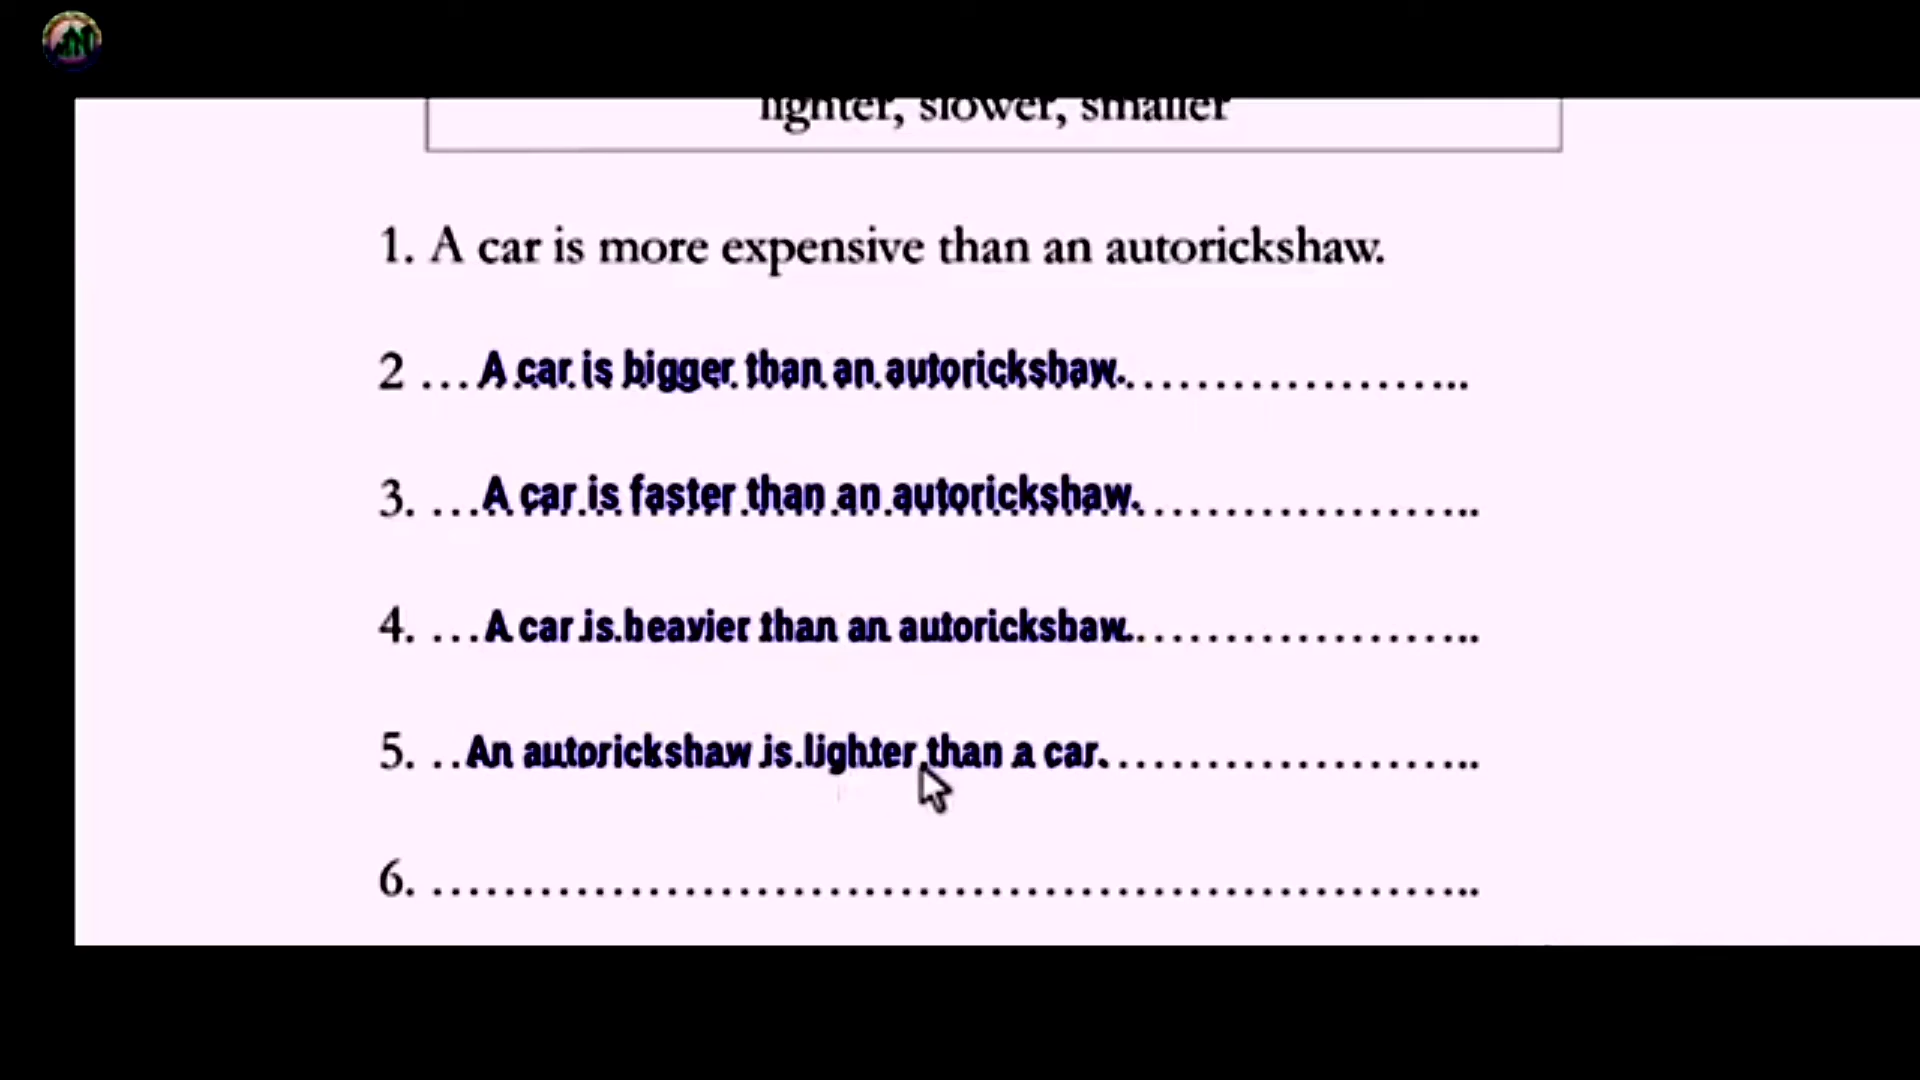 lighter, slower, smaller
1. A car is more expensive than an autorickshaw.
2 ...A car is bigger than an autorickshaw......................
3. ...A car is faster than an autorickshaw......................
4. ...A car is heavier than an autorickshaw......................
5. ..An autorickshaw is lighter than a car.......................
6. ................................................